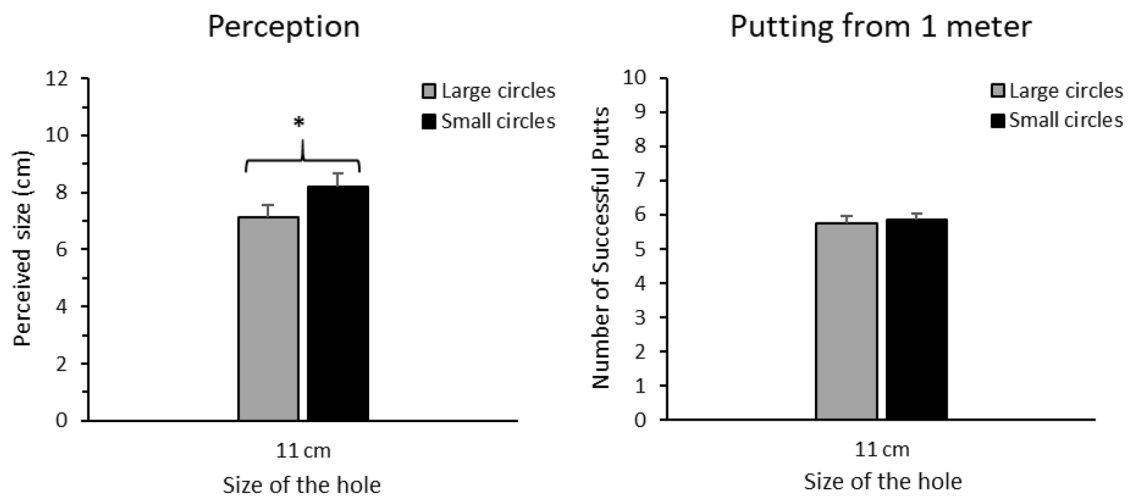 Perception
12
10
8
6
4
2
0
Perceived size (cm)
Large circles
Small circles
*
11 cm
Size of the hole
Putting from 1 meter
10
9
8
7
6
5
4
3
2
1
0
Number of Successful Putts
Large circles
Small circles
11 cm
Size of the hole